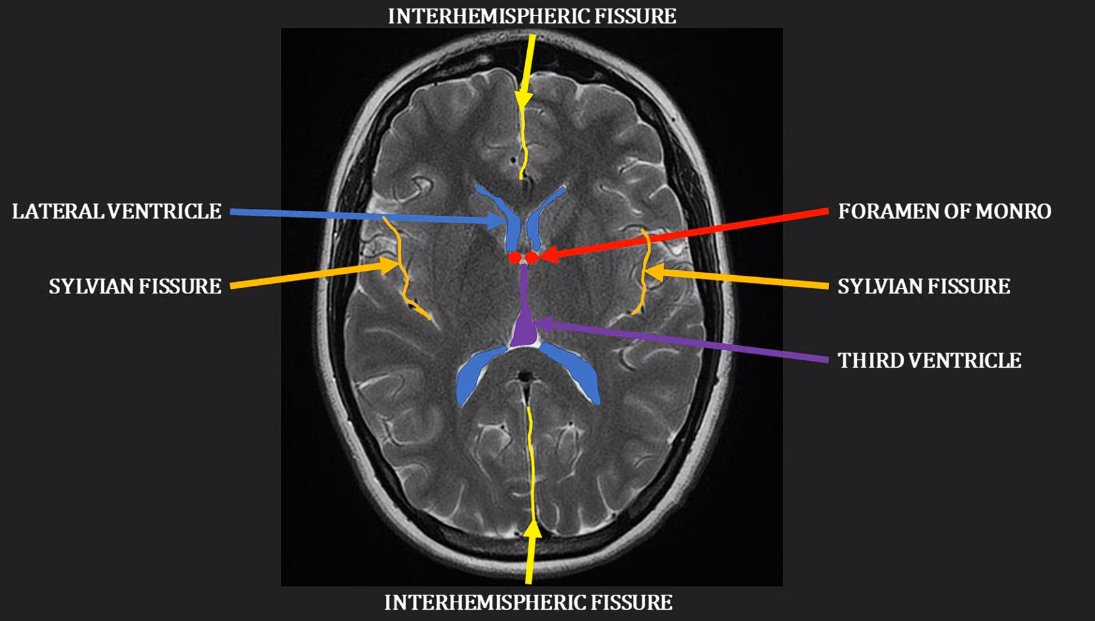 INTERHEMISPHERIC FISSURE
LATERAL VENTRICLE
FORAMEN OF MONRO
SYLVIAN FISSURE
SYLVIAN FISSURE
THIRD VENTRICLE
INTERHEMISPHERIC FISSURE